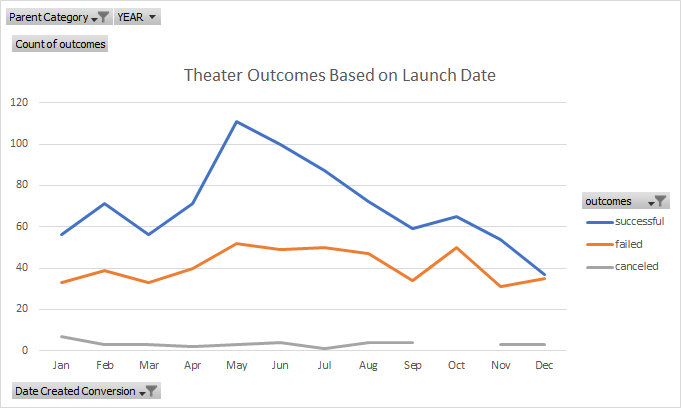 Parent Category YEAR
Count of outcomes
Theater Outcomes Based on Launch Date
120
100
80
60
40
20
0
Jan Feb Mar Apr May Jun Jul Aug Sep Oct Nov Dec
outcomes
successful
failed
canceled
Date Created Conversion